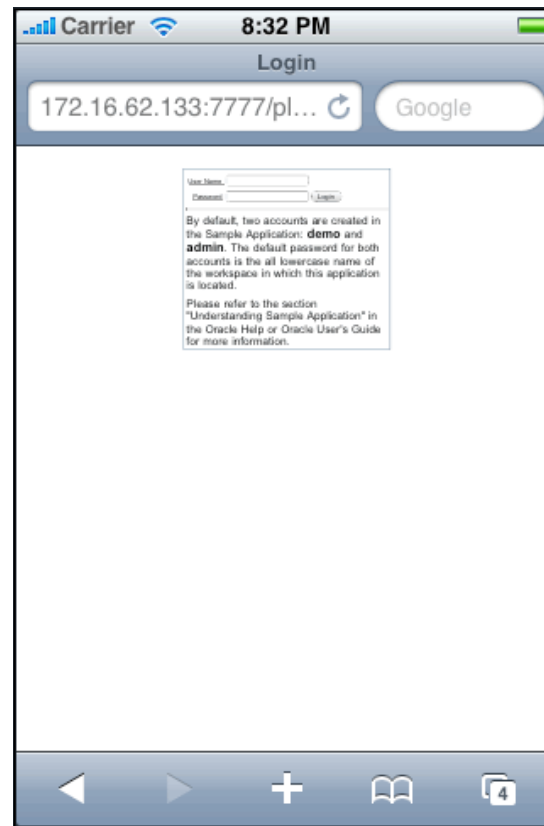 Carrier 8:32 PM
Login
172.16.62.133:7777/pl... Google
User Name
Password Login
By default, two accounts are created in
the Sample Application: demo and
admin. The default password for both
accounts is the all lowercase name of
the workspace in which this application
is located.
Please refer to the section
"Understanding Sample Application" in
the Oracle Help or Oracle User's Guide
for more information.
4